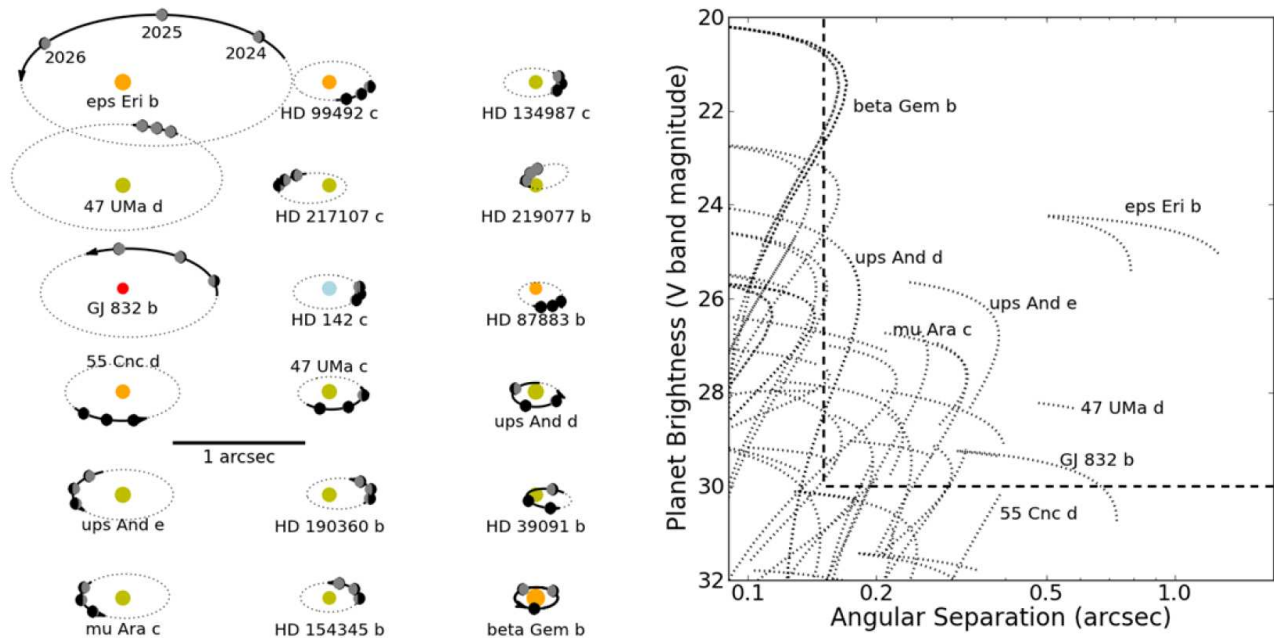 2026
2025
2024
eps Eri b
HD 99492 c
HD 134987 c
47 UMa d
HD 217107 c
HD 219077 b
GJ 832 b
HD 142 c
HD 87883 b
55 Cnc d
47 UMa c
ups And d
1 arcsec
ups And e
HD 190360 b
HD 39091 b
mu Ara c
HD 154345 b
beta Gem b
Planet Brightness (V band magnitude)
20
22
24
26
28
30
32
beta Gem b
eps Eri b
ups And d
ups And e
mu Ara c
47 UMa d
GJ 832 b
55 Cnc d
0.1
0.2
0.5
1.0
Angular Separation (arcsec)